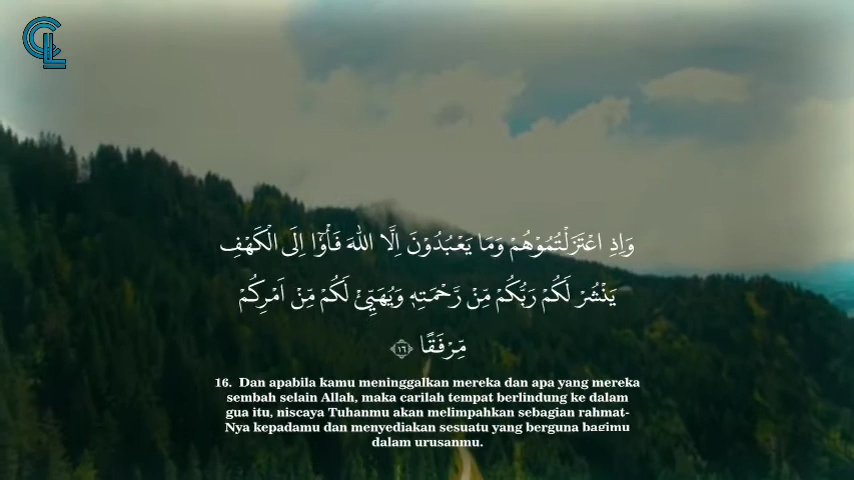 وَاِذِ اعْتَزَلْتُمُوْهُمْ وَمَا يَعْبُدُوْنَ اِلَّا اللّٰهَ فَأْوٗٓا اِلَى الْكَهْفِ
يَنْشُرْ لَكُمْ رَبُّكُمْ مِّنْ رَّحْمَتِهٖ وَيُهَيِّئْ لَكُمْ مِّنْ اَمْرِكُمْ
مِّرْفَقًا ١٦
16. Dan apabila kamu meninggalkan mereka dan apa yang mereka
sembah selain Allah, maka carilah tempat berlindung ke dalam
gua itu, niscaya Tuhanmu akan melimpahkan sebagian rahmat-
Nya kepadamu dan menyediakan sesuatu yang berguna bagimu
dalam urusanmu.